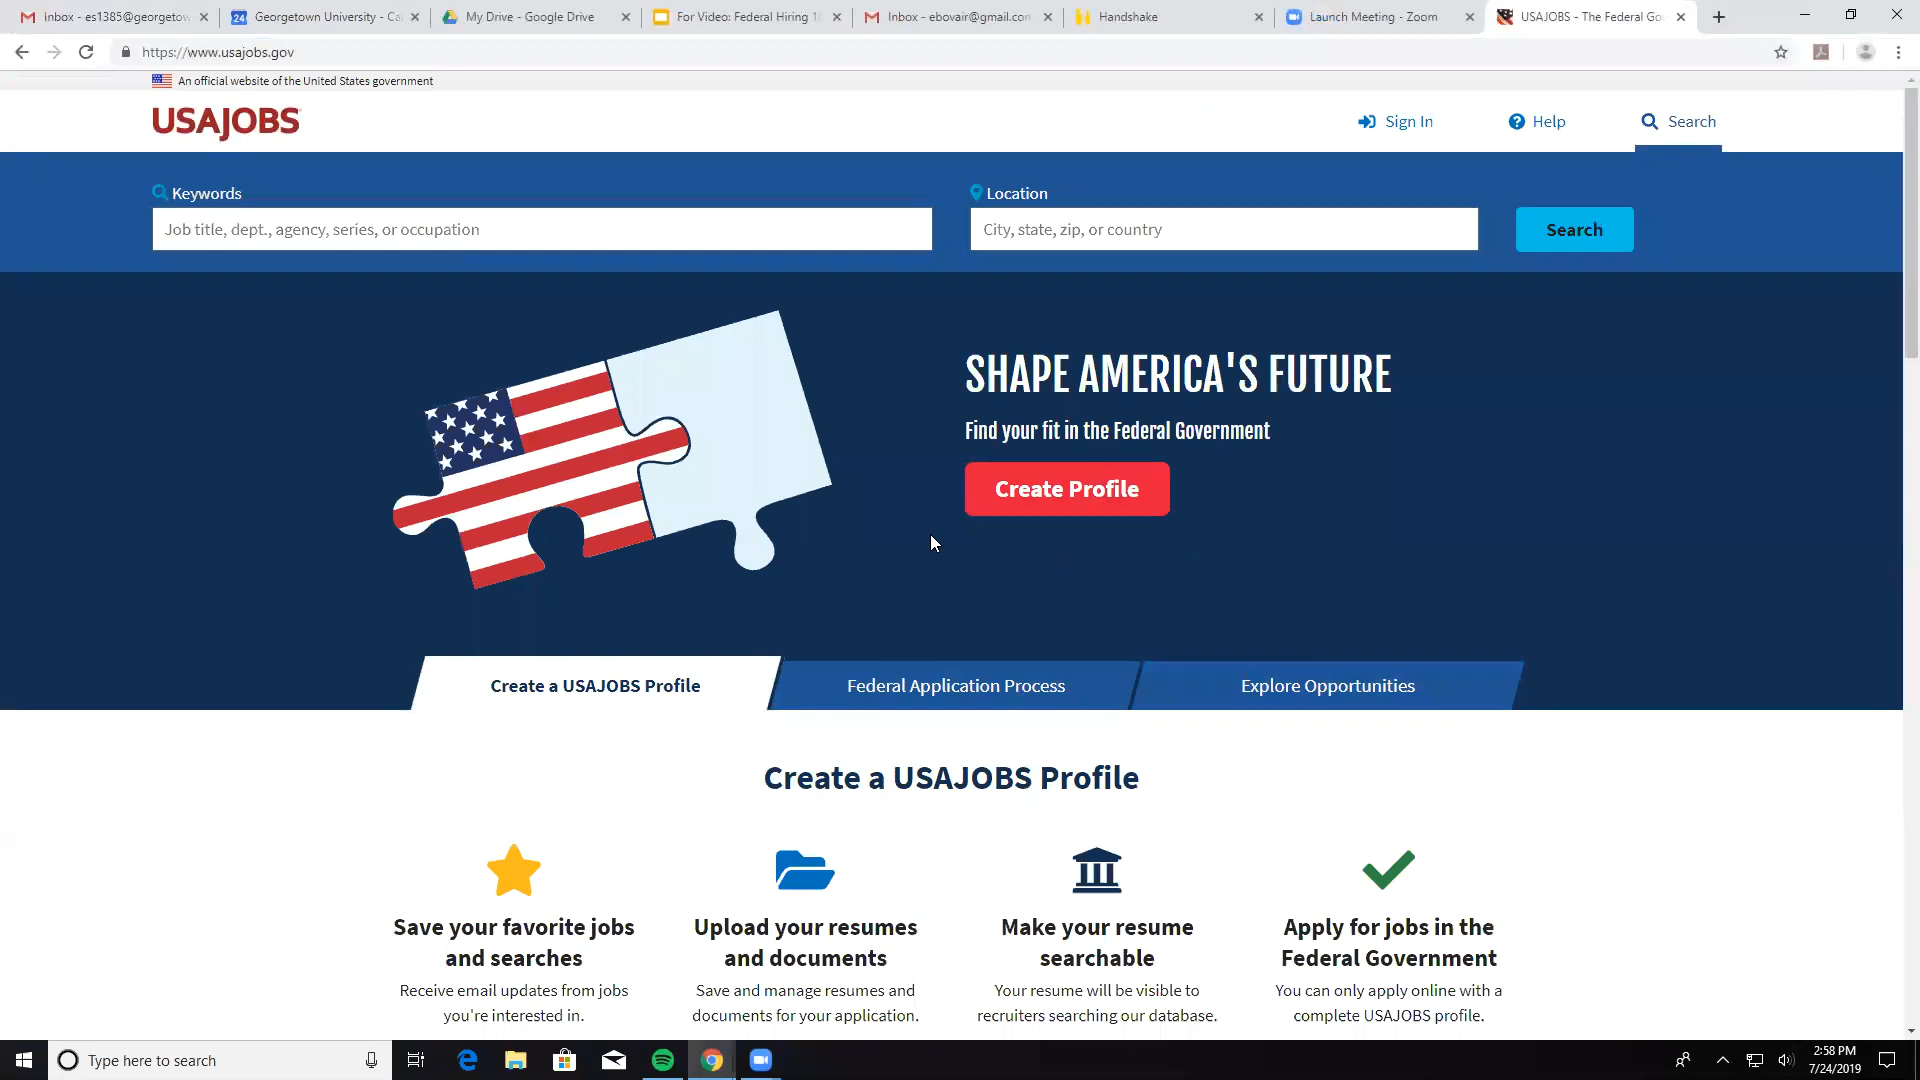 Inbox - es1385@georgetow
24
Georgetown University - Ca
My Drive - Google Drive
For Video: Federal Hiring 1
Inbox - ebovair@gmail.com
Handshake
Launch Meeting - Zoom
USAJOBS - The Federal Go
https://www.usajobs.gov
An official website of the United States government
USAJOBS
Sign In
Help
Search
Keywords
Location
Job title, dept., agency, series, or occupation
City, state, zip, or country
Search
SHAPE AMERICA'S FUTURE
Find your fit in the Federal Government
Create Profile
Create a USAJOBS Profile
Federal Application Process
Explore Opportunities
Create a USAJOBS Profile
Save your favorite jobs
and searches
Receive email updates from jobs
you're interested in.
Upload your resumes
and documents
Save and manage resumes and
documents for your application.
Make your resume
searchable
Your resume will be visible to
recruiters searching our database.
Apply for jobs in the
Federal Government
You can only apply online with a
complete USAJOBS profile.
Type here to search
2:58 PM
7/24/2019